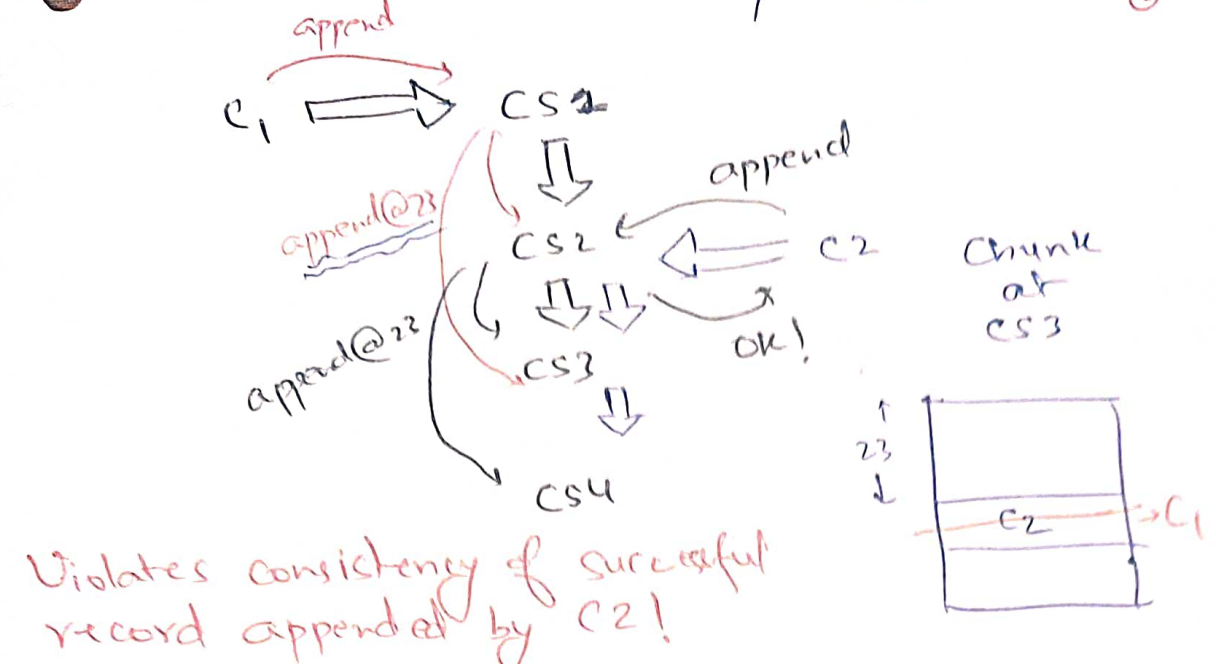 append
C1
CS1
append
append@23
CS2
C2
Chunk
at
CS3
append@23
OK!
CS3
23
C2
C1
CS4
Violates consistency of successful
record appended by C2!